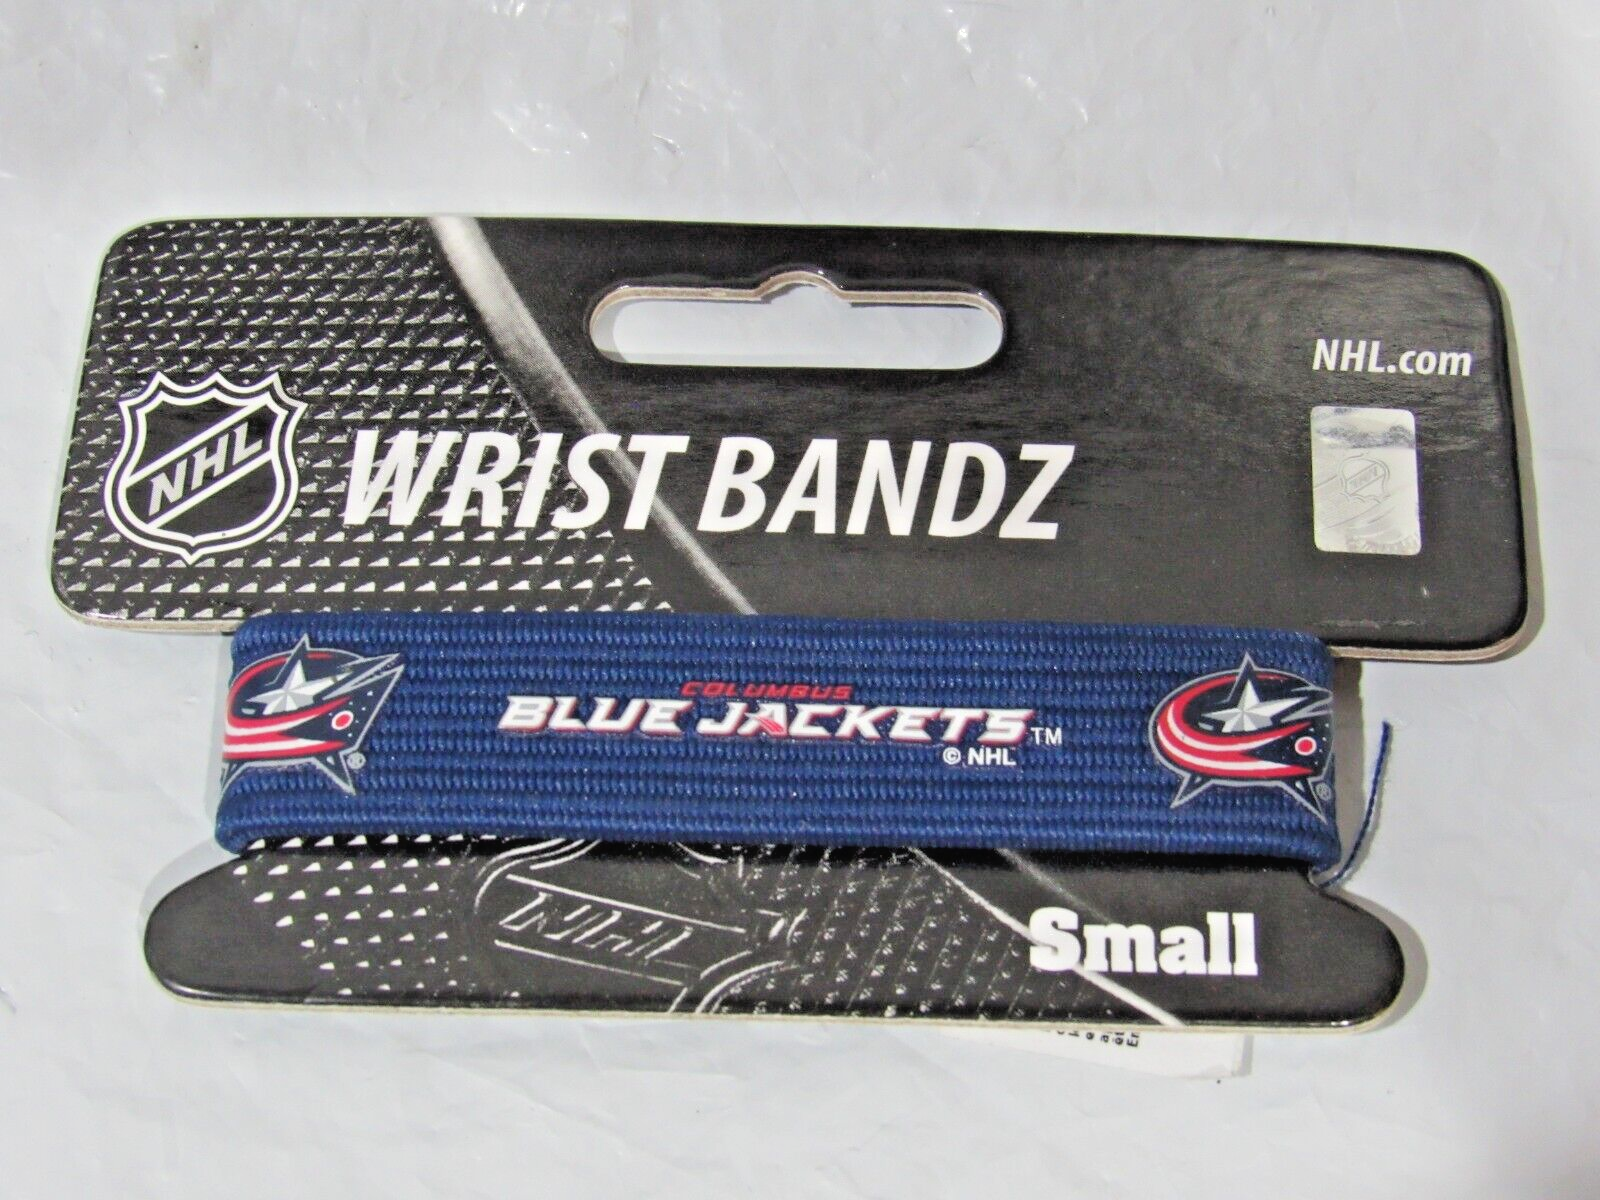 NHL.com
NHL
WRIST BANDZ
COLUMBUS
BLUE JACKETS TM
© NHL
®
®
NHL
Small